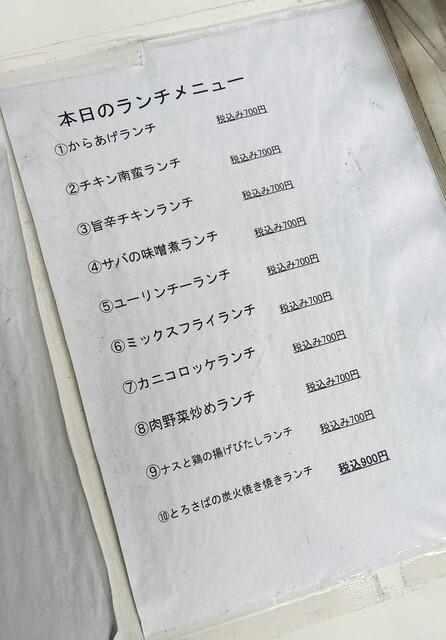 本日のランチメニュー
①からあげランチ 税込み700円
②チキン南蛮ランチ 税込み700円
③旨辛チキンランチ 税込み700円
④サバの味噌煮ランチ 税込み700円
⑤ユーリンチーランチ 税込み700円
⑥ミックスフライランチ 税込み700円
⑦カニコロッケランチ 税込み700円
⑧肉野菜炒めランチ 税込み700円
⑨ナスと鶏の揚げびたしランチ 税込み700円
⑩とろさばの炭火焼き焼きランチ 税込900円